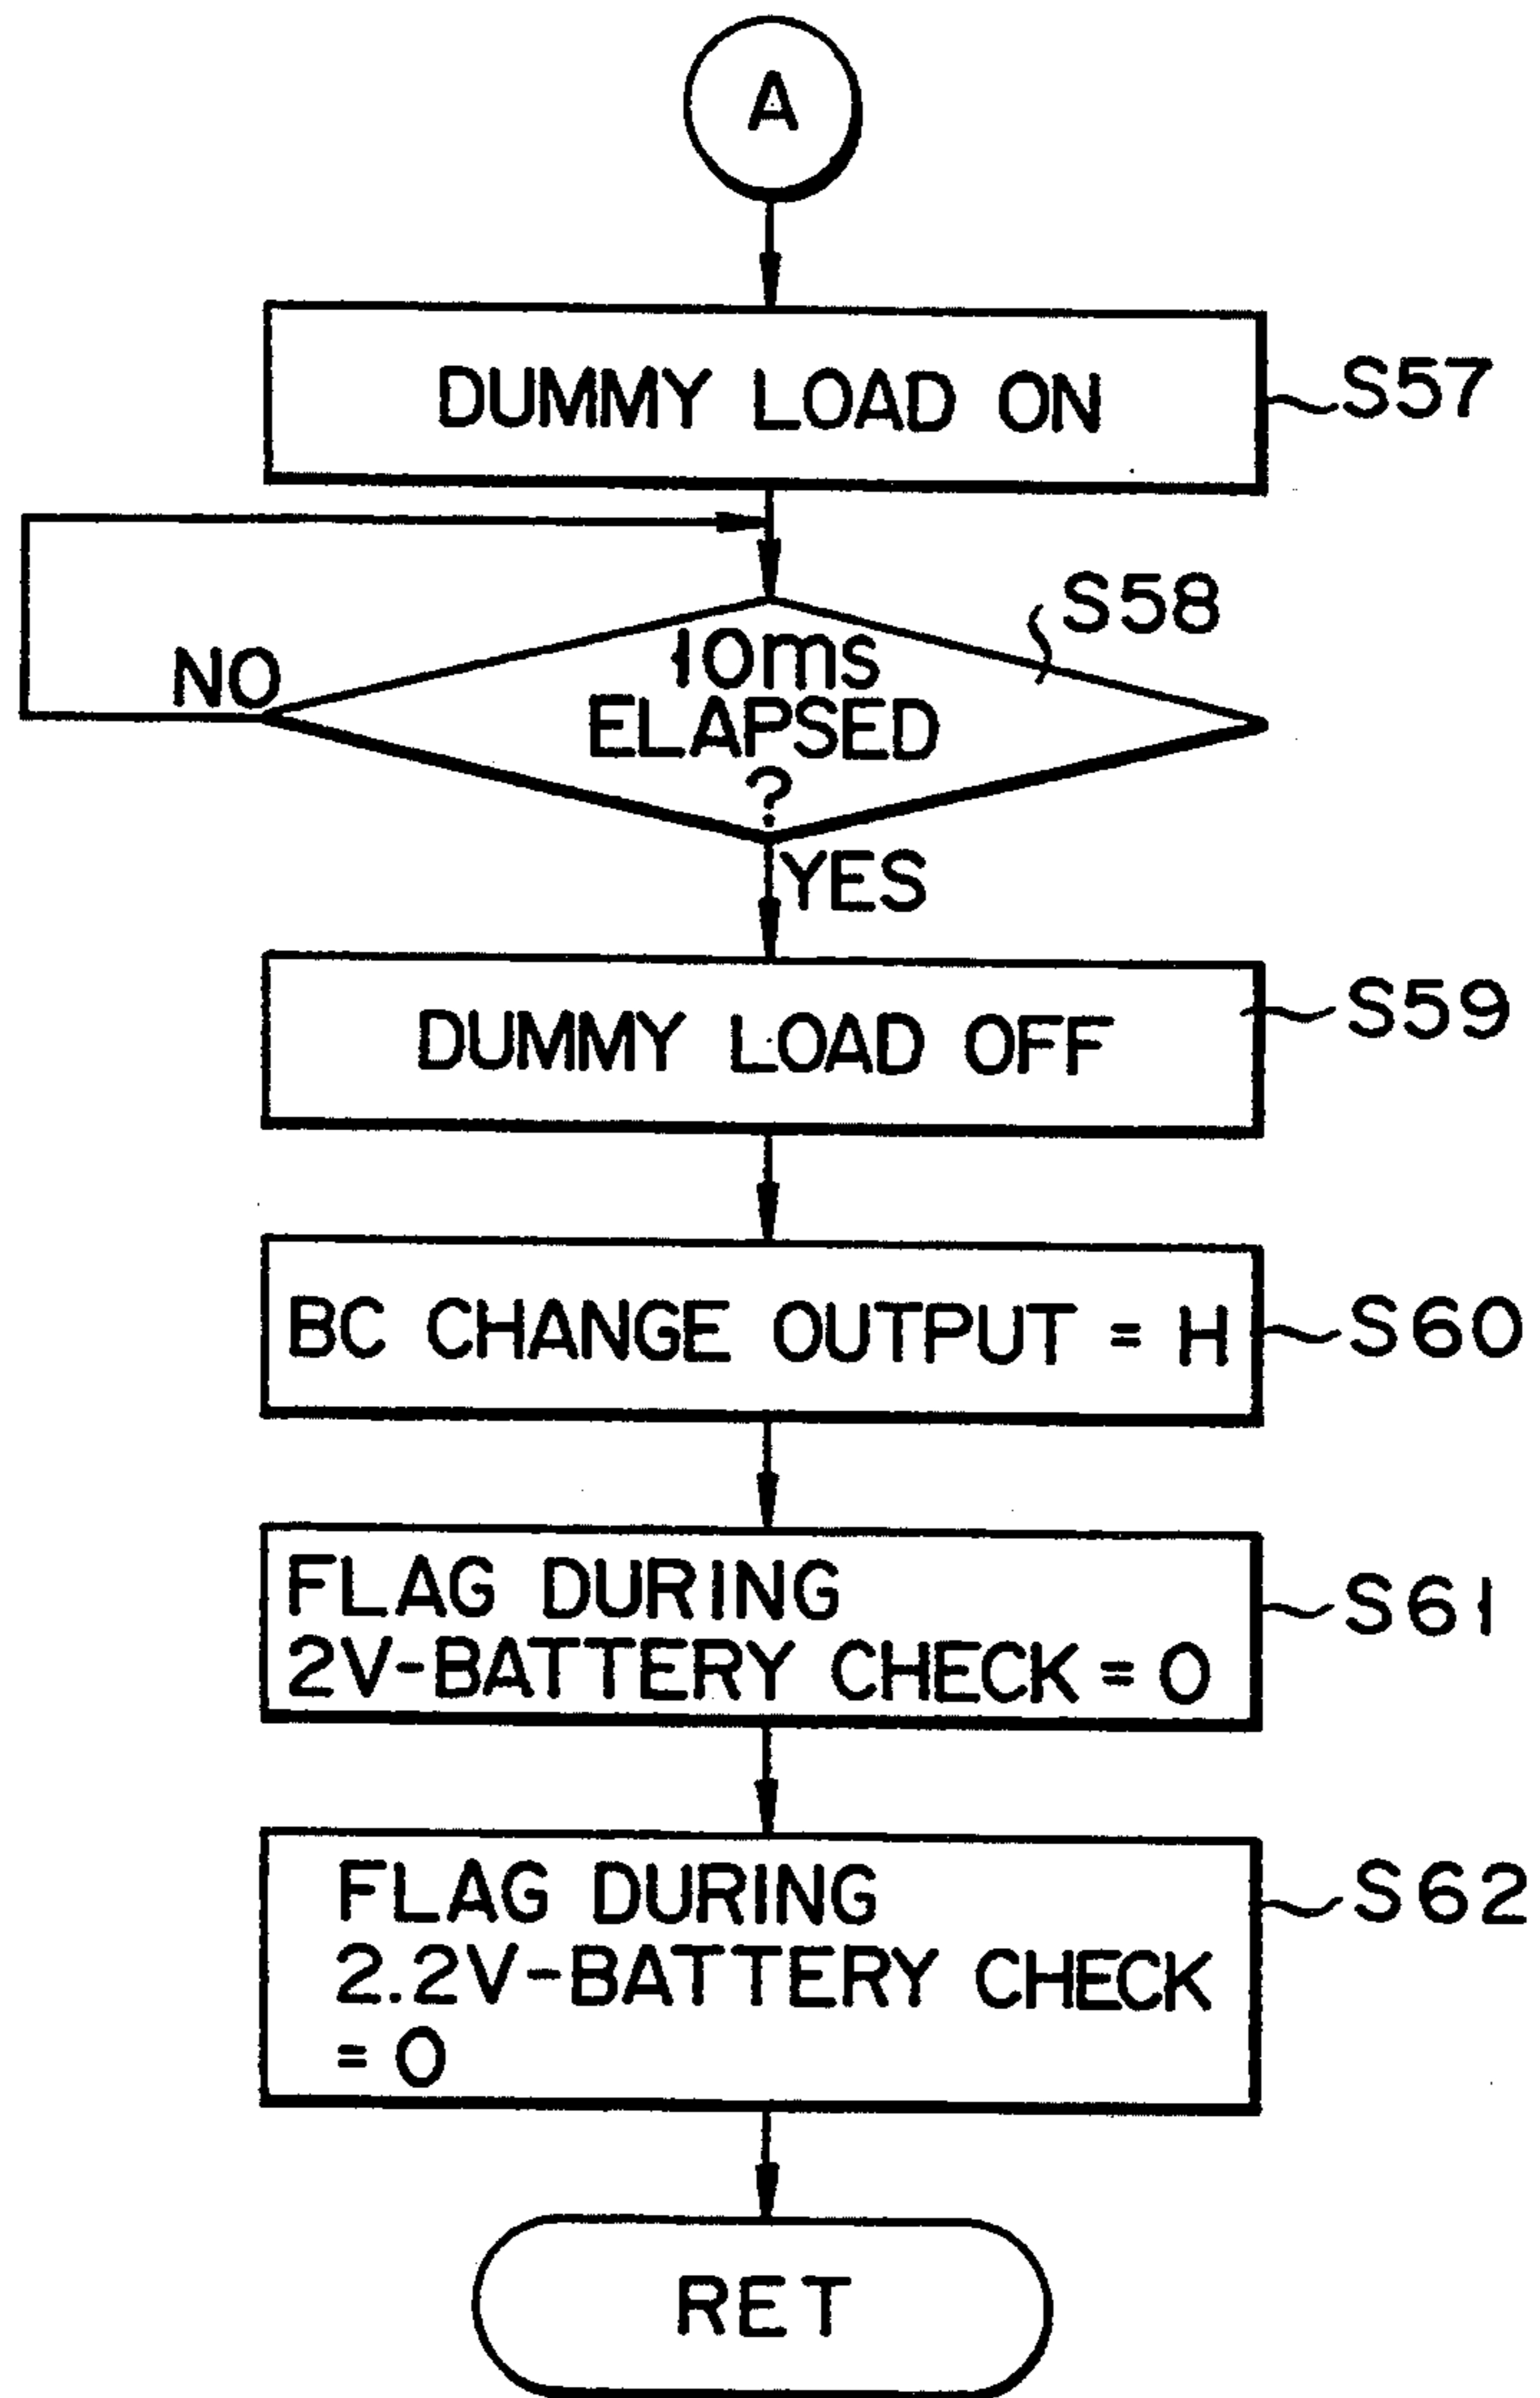 A
DUMMY LOAD ON
S57
S58
10ms
ELAPSED
?
NO
YES
DUMMY LOAD OFF
S59
BC CHANGE OUTPUT = H
S60
FLAG DURING
2V-BATTERY CHECK = 0
S61
FLAG DURING
2.2V-BATTERY CHECK
= 0
S62
RET